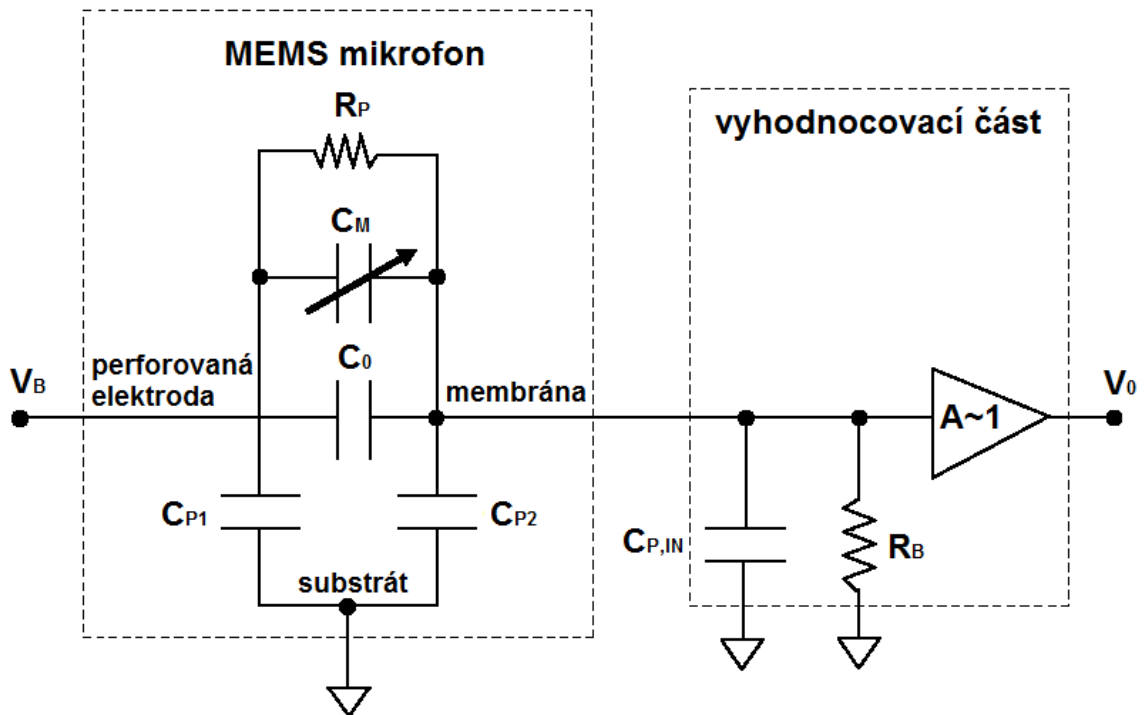 MEMS mikrofon
RP
vyhodnocovací část
CM
C0
perforovaná
elektroda
VB
membrána
V0
A~1
CP1
CP2
CP,IN
RB
substrát